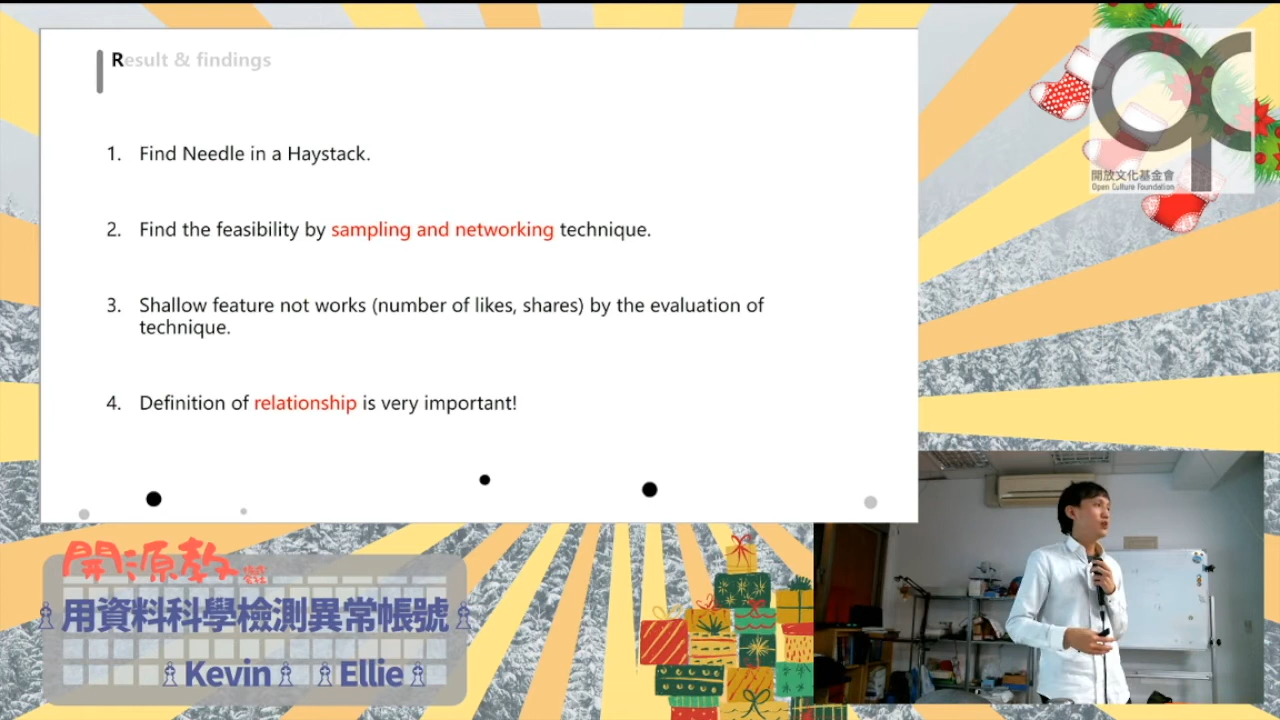 Result & findings
1. Find Needle in a Haystack.
2. Find the feasibility by sampling and networking technique.
3. Shallow feature not works (number of likes, shares) by the evaluation of
technique.
4. Definition of relationship is very important!
開放文化基金會
Open Culture Foundation
開源教
用資料科學檢測異常帳號
Kevin Ellie